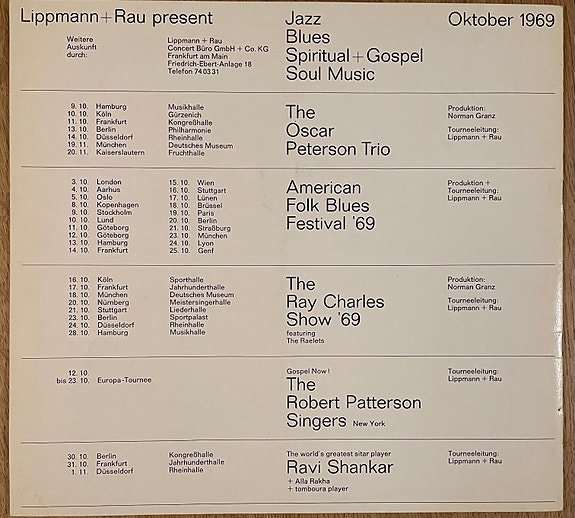 Lippmann+Rau present
Jazz
Blues
Spiritual+Gospel
Soul Music
Oktober 1969
Weitere
Auskunft
durch:
Lippmann + Rau
Concert Büro GmbH + Co. KG
Frankfurt am Main
Friedrich-Ebert-Anlage 18
Telefon 74 03 31
9. 10. Hamburg Musikhalle
10. 10. Köln Gürzenich
11. 10. Frankfurt Kongreßhalle
13. 10. Berlin Philharmonie
14. 10. Düsseldorf Rheinhalle
19. 11. München Deutsches Museum
20. 11. Kaiserslautern Fruchthalle
The
Oscar
Peterson Trio
Produktion:
Norman Granz
Tourneeleitung:
Lippmann + Rau
3. 10. London
4. 10. Aarhus
5. 10. Oslo
8. 10. Kopenhagen
9. 10. Stockholm
10. 10. Lund
11. 10. Göteborg
12. 10. Göteborg
13. 10. Hamburg
14. 10. Frankfurt
15. 10. Wien
16. 10. Stuttgart
17. 10. Lünen
18. 10. Brüssel
19. 10. Paris
20. 10. Berlin
21. 10. Straßburg
23. 10. München
24. 10. Lyon
25. 10. Genf
American
Folk Blues
Festival '69
Produktion +
Tourneeleitung:
Lippmann + Rau
16. 10. Köln Sporthalle
17. 10. Frankfurt Jahrhunderthalle
18. 10. München Deutsches Museum
20. 10. Nürnberg Meistersingerhalle
21. 10. Stuttgart Liederhalle
23. 10. Berlin Sportpalast
24. 10. Düsseldorf Rheinhalle
28. 10. Hamburg Musikhalle
The
Ray Charles
Show '69
featuring
The Raelets
Produktion:
Norman Granz
Tourneeleitung:
Lippmann + Rau
12. 10.
bis 23. 10. Europa-Tournee
Gospel Now!
The
Robert Patterson
Singers New York
Tourneeleitung:
Lippmann + Rau
30. 10. Berlin Kongreßhalle
31. 10. Frankfurt Jahrhunderthalle
1. 11. Düsseldorf Rheinhalle
The world's greatest sitar player
Ravi Shankar
+ Alla Rakha
+ tomboura player
Tourneeleitung:
Lippmann + Rau